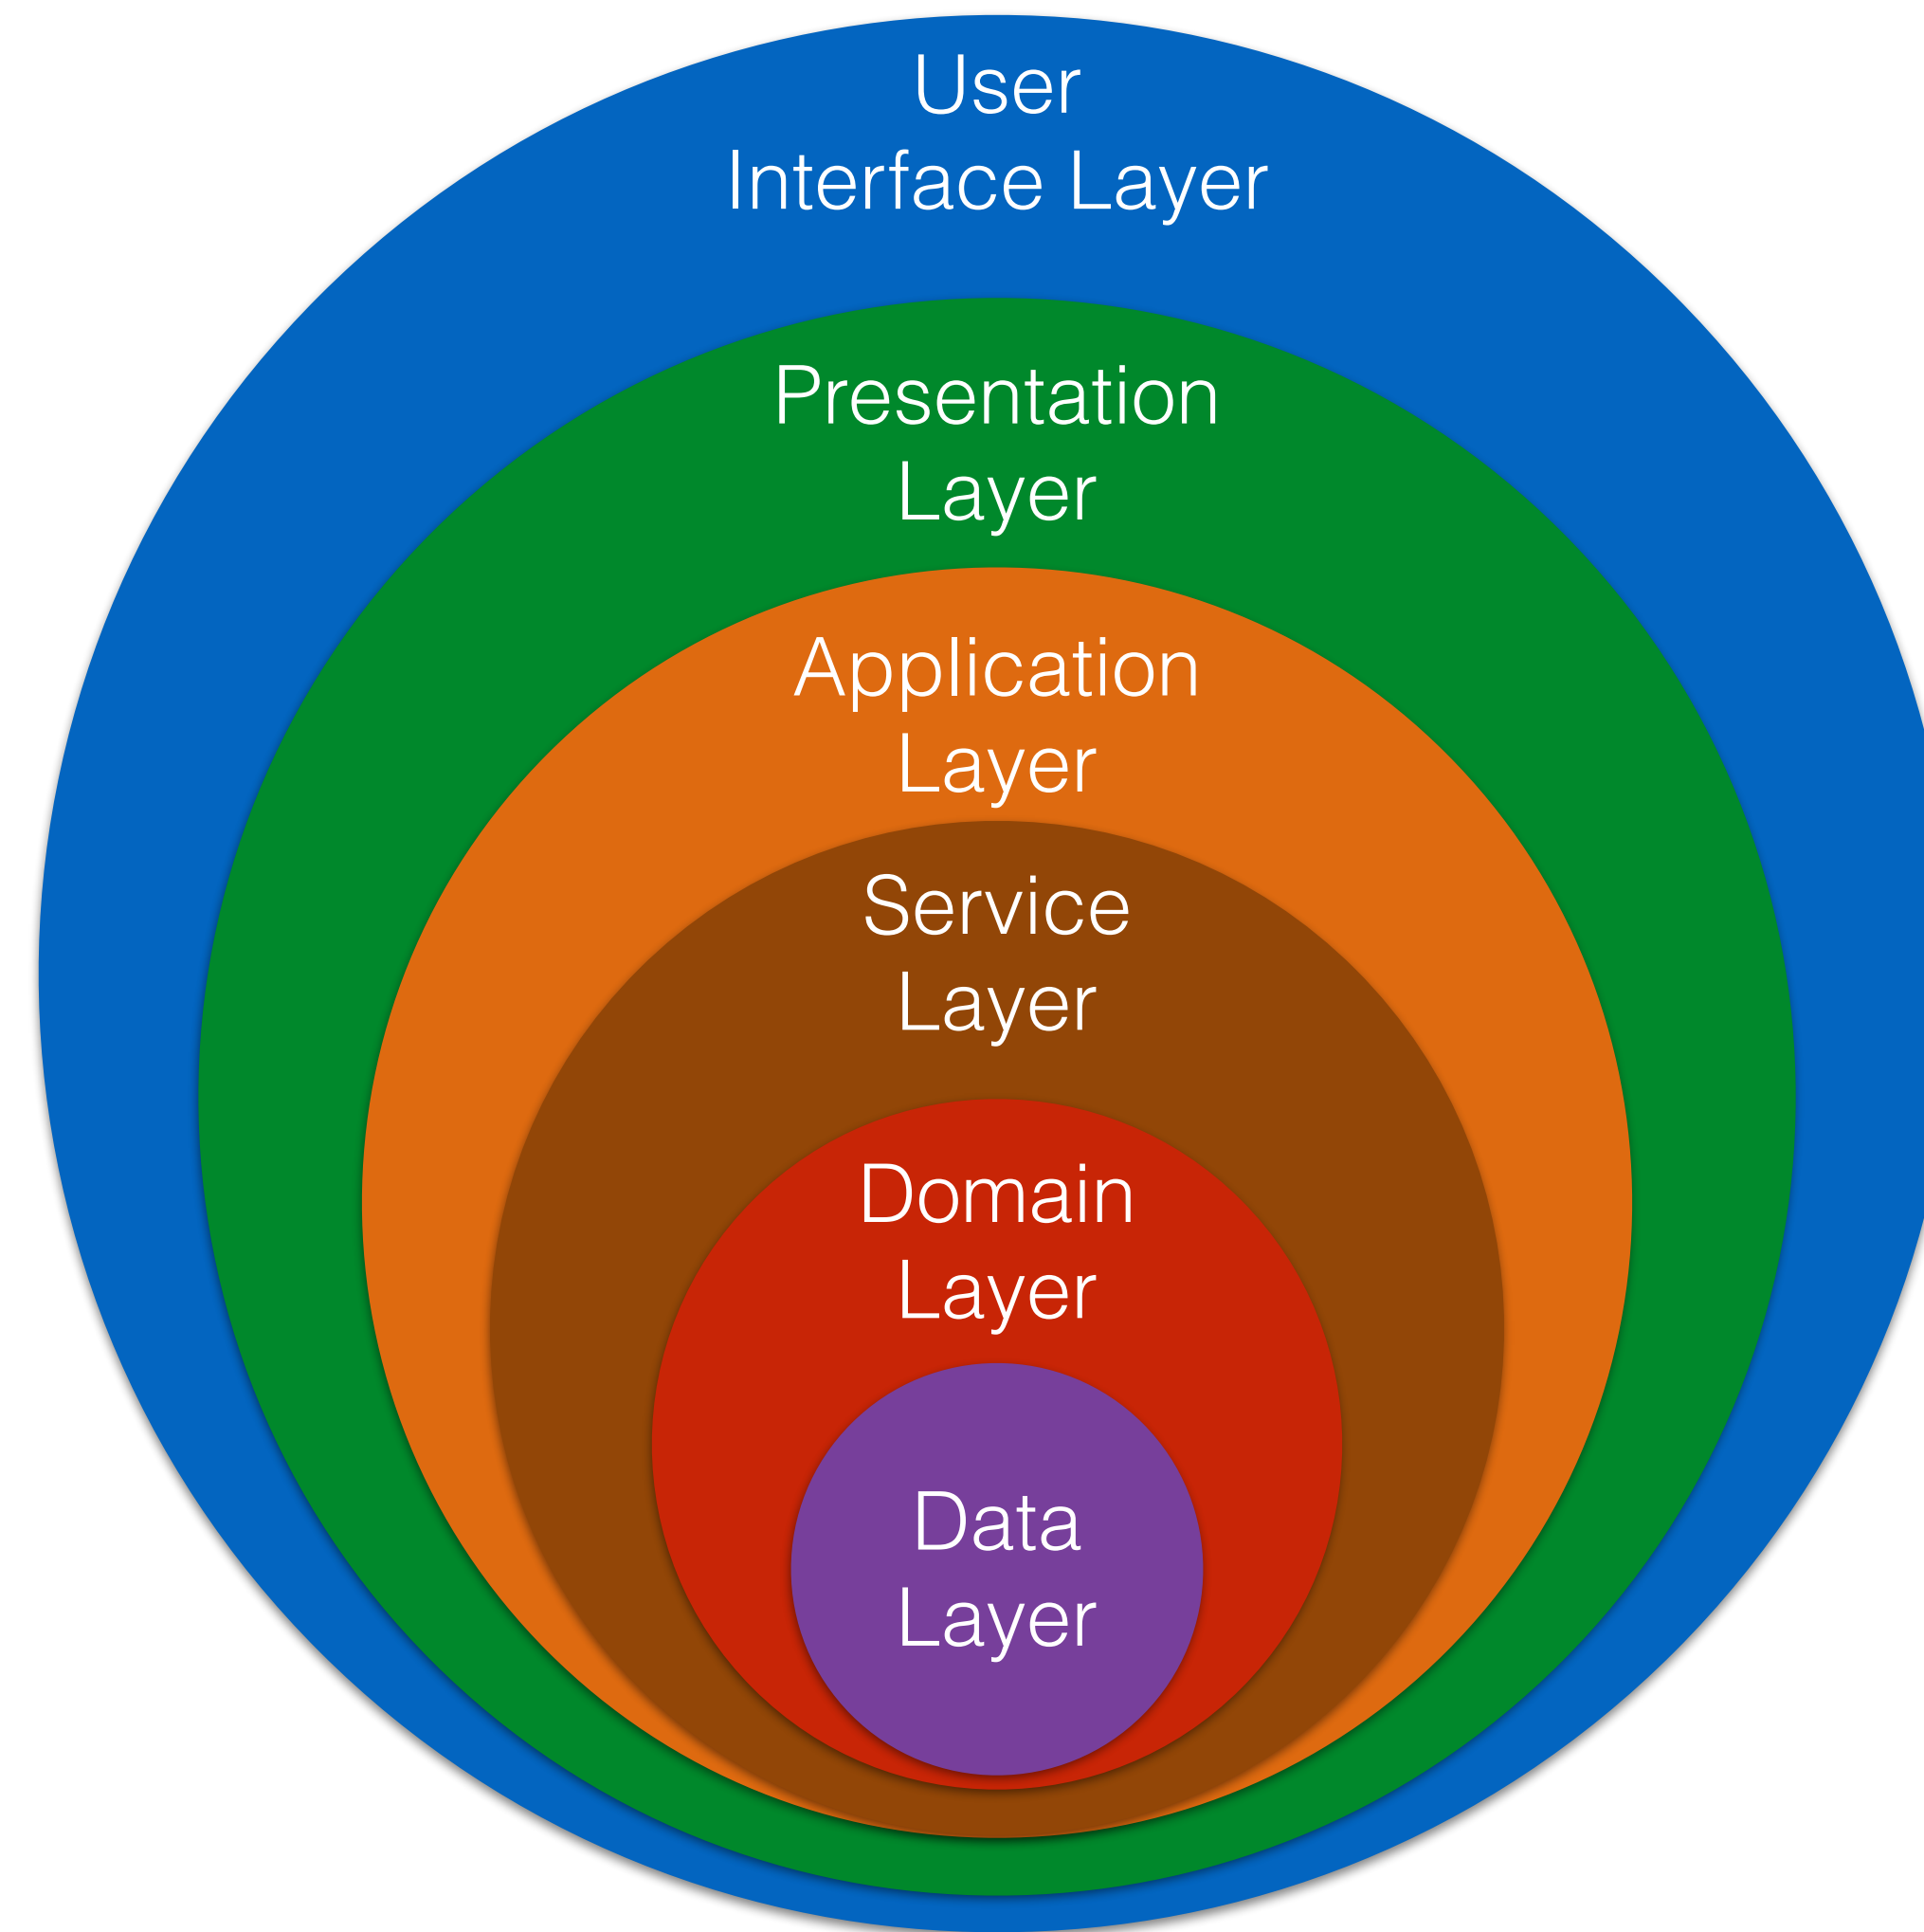 User
Interface Layer
Presentation
Layer
Application
Layer
Service
Layer
Domain
Layer
Data
Layer